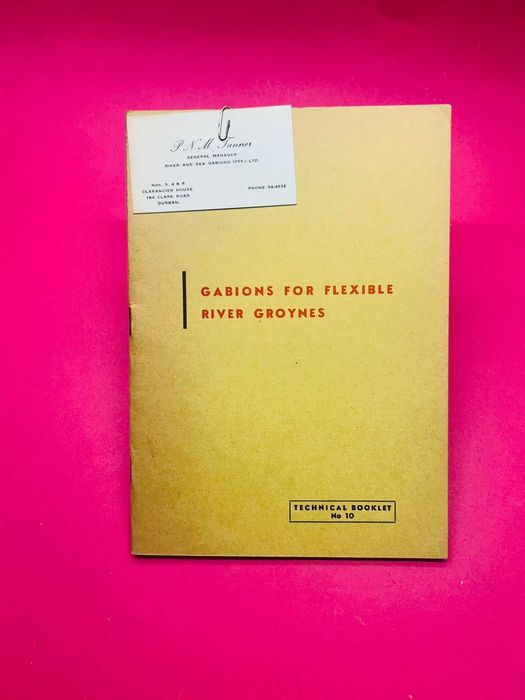 P. N. M. Tanner
GENERAL MANAGER
RIVER AND SEA GABIONS (PTY.) LTD.
NOS. 3, 4 & 5
CLARANCIER HOUSE,
184 CLARK ROAD,
DURBAN.
PHONE 34-4532
GABIONS FOR FLEXIBLE
RIVER GROYNES
TECHNICAL BOOKLET
No 10